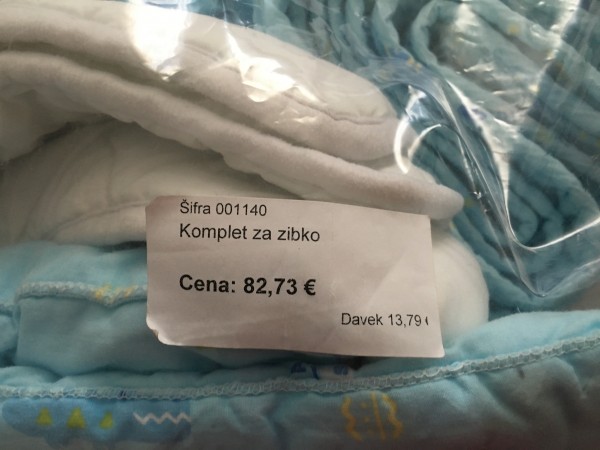 Šifra 001140
Komplet za zibko
Cena: 82,73 €
Davek 13,79